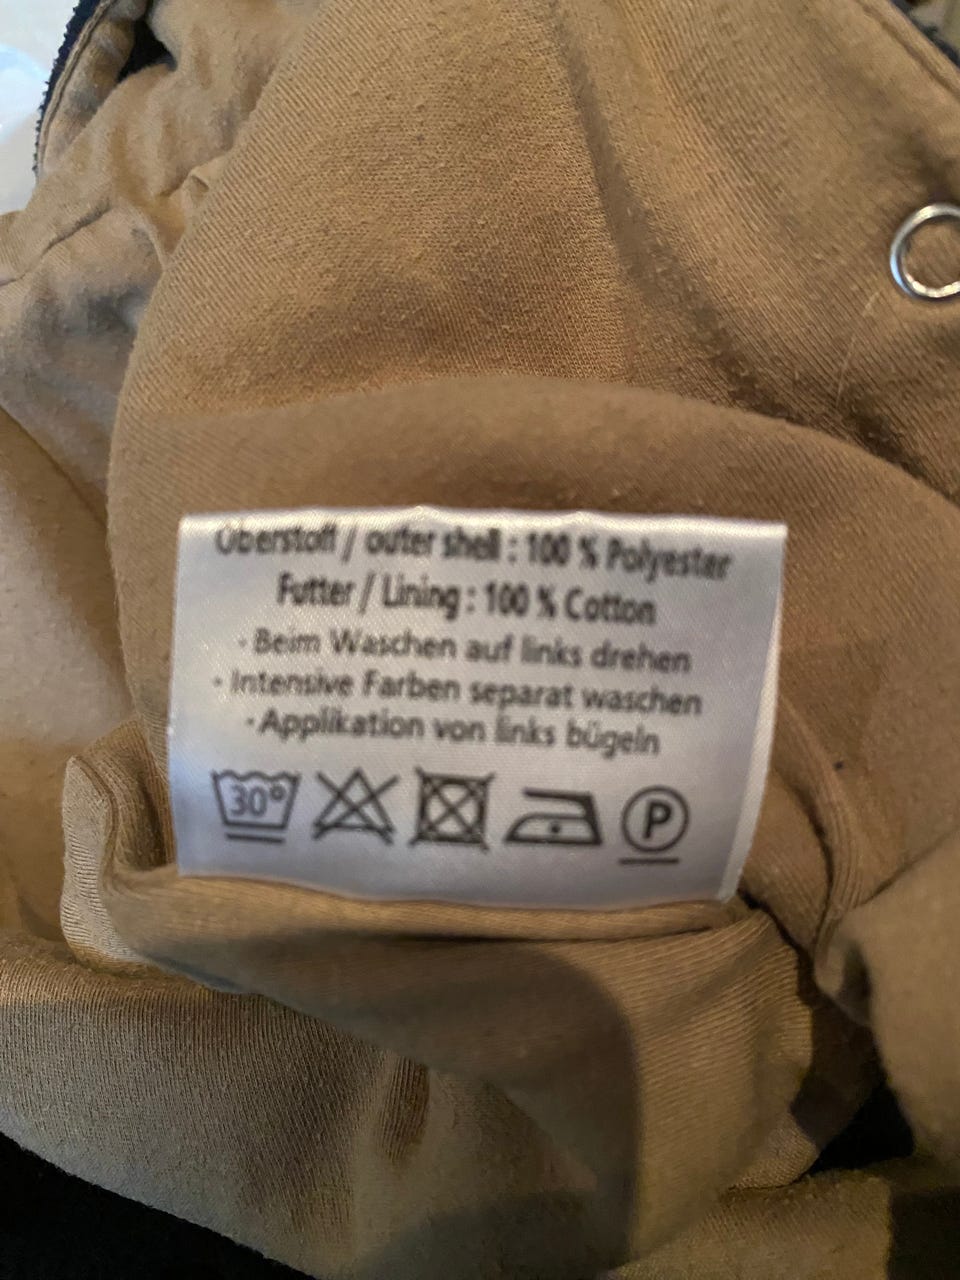 Oberstoff / outer shell : 100 % Polyester
Futter / Lining : 100 % Cotton
· Beim Waschen auf links drehen
· Intensive Farben separat waschen
· Applikation von links bügeln
30° P